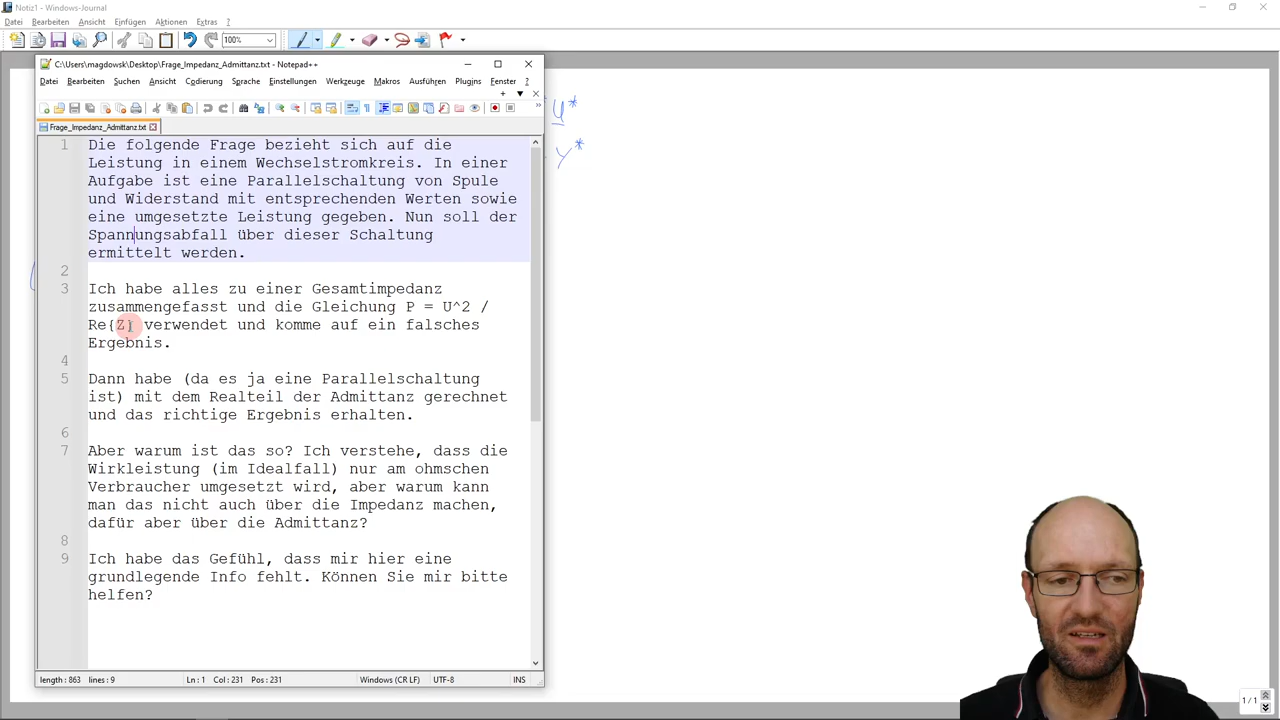 Notiz1 - Windows-Journal
Datei Bearbeiten Ansicht Einfügen Aktionen Extras ?
100%
C:\Users\magdowsk\Desktop\Frage_Impedanz_Admittanz.txt - Notepad++
Datei Bearbeiten Suchen Ansicht Codierung Sprache Einstellungen Werkzeuge Makros Ausführen Plugins Fenster ?
Frage_Impedanz_Admittanz.txt
1 Die folgende Frage bezieht sich auf die
Leistung in einem Wechselstromkreis. In einer
Aufgabe ist eine Parallelschaltung von Spule
und Widerstand mit entsprechenden Werten sowie
eine umgesetzte Leistung gegeben. Nun soll der
Spannungsabfall über dieser Schaltung
ermittelt werden.
2
3 Ich habe alles zu einer Gesamtimpedanz
zusammengefasst und die Gleichung P = U^2 /
Re{Z} verwendet und komme auf ein falsches
Ergebnis.
4
5 Dann habe (da es ja eine Parallelschaltung
ist) mit dem Realteil der Admittanz gerechnet
und das richtige Ergebnis erhalten.
6
7 Aber warum ist das so? Ich verstehe, dass die
Wirkleistung (im Idealfall) nur am ohmschen
Verbraucher umgesetzt wird, aber warum kann
man das nicht auch über die Impedanz machen,
dafür aber über die Admittanz?
8
9 Ich habe das Gefühl, dass mir hier eine
grundlegende Info fehlt. Können Sie mir bitte
helfen?
length : 863 lines : 9 Ln : 1 Col : 231 Pos : 231 Windows (CR LF) UTF-8 INS
y*
1 / 1